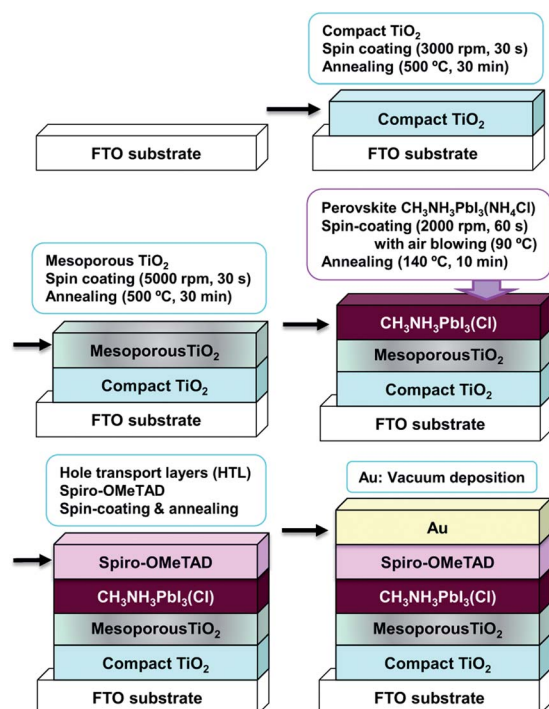 Compact TiO₂
Spin coating (3000 rpm, 30 s)
Annealing (500 ºC, 30 min)
FTO substrate
Compact TiO₂
FTO substrate
Mesoporous TiO₂
Spin coating (5000 rpm, 30 s)
Annealing (500 ºC, 30 min)
MesoporousTiO₂
Compact TiO₂
FTO substrate
Perovskite CH₃NH₃PbI₃(NH₄Cl)
Spin-coating (2000 rpm, 60 s)
with air blowing (90 ºC)
Annealing (140 ºC, 10 min)
CH₃NH₃PbI₃(Cl)
MesoporousTiO₂
Compact TiO₂
FTO substrate
Hole transport layers (HTL)
Spiro-OMeTAD
Spin-coating & annealing
Spiro-OMeTAD
CH₃NH₃PbI₃(Cl)
MesoporousTiO₂
Compact TiO₂
FTO substrate
Au: Vacuum deposition
Au
Spiro-OMeTAD
CH₃NH₃PbI₃(Cl)
MesoporousTiO₂
Compact TiO₂
FTO substrate